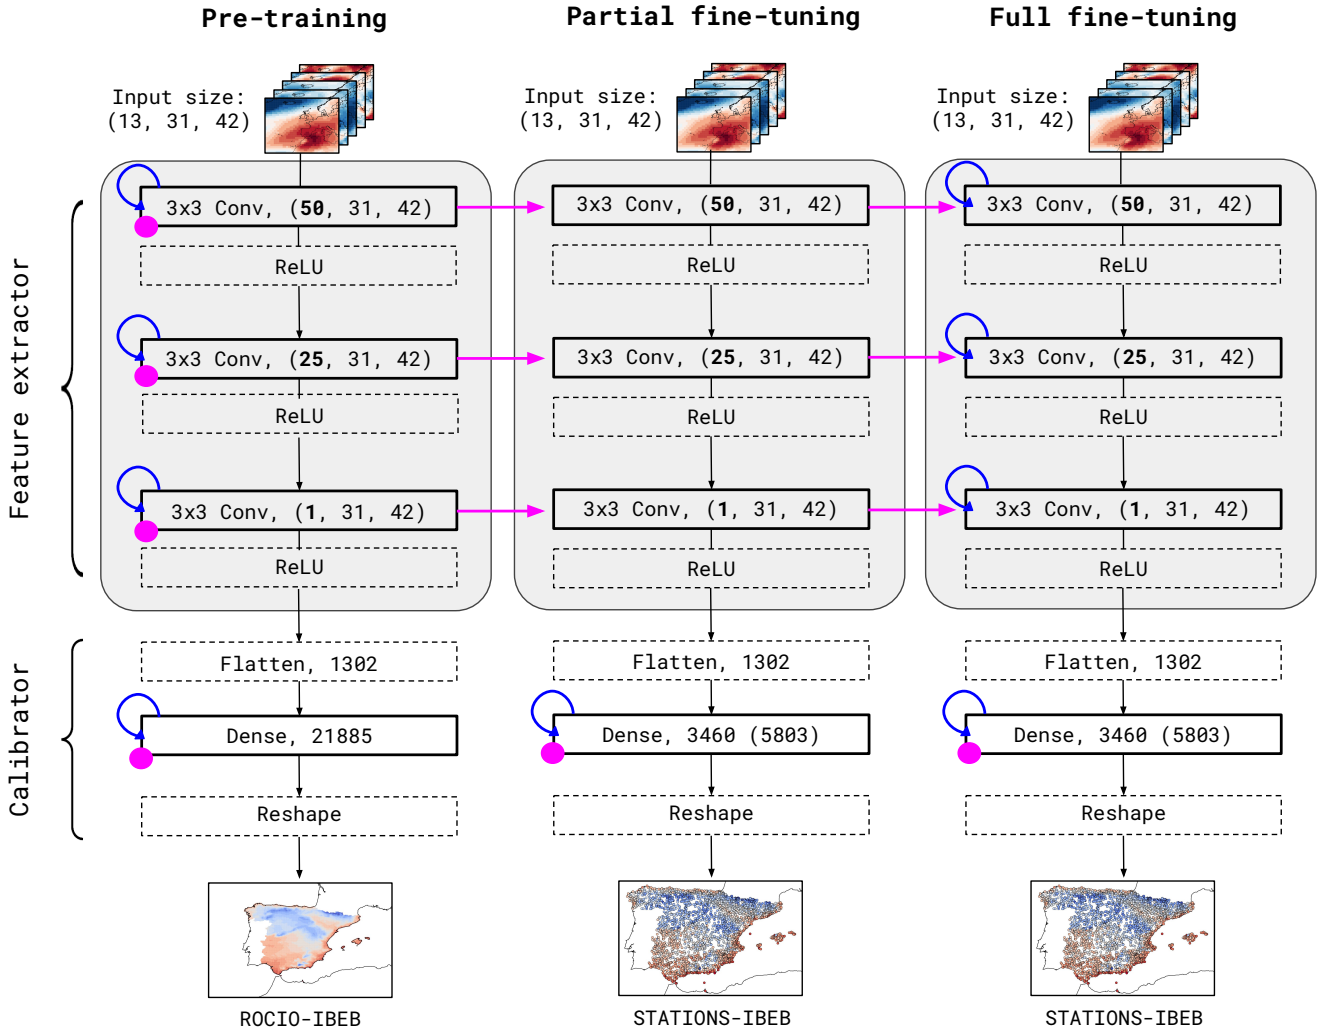 Pre-training
Partial fine-tuning
Full fine-tuning
Input size:
(13, 31, 42)
Input size:
(13, 31, 42)
Input size:
(13, 31, 42)
Feature extractor
3x3 Conv, (50, 31, 42)
3x3 Conv, (50, 31, 42)
3x3 Conv, (50, 31, 42)
ReLU
ReLU
ReLU
3x3 Conv, (25, 31, 42)
3x3 Conv, (25, 31, 42)
3x3 Conv, (25, 31, 42)
ReLU
ReLU
ReLU
3x3 Conv, (1, 31, 42)
3x3 Conv, (1, 31, 42)
3x3 Conv, (1, 31, 42)
ReLU
ReLU
ReLU
Calibrator
Flatten, 1302
Flatten, 1302
Flatten, 1302
Dense, 21885
Dense, 3460 (5803)
Dense, 3460 (5803)
Reshape
Reshape
Reshape
ROCIO-IBEB
STATIONS-IBEB
STATIONS-IBEB